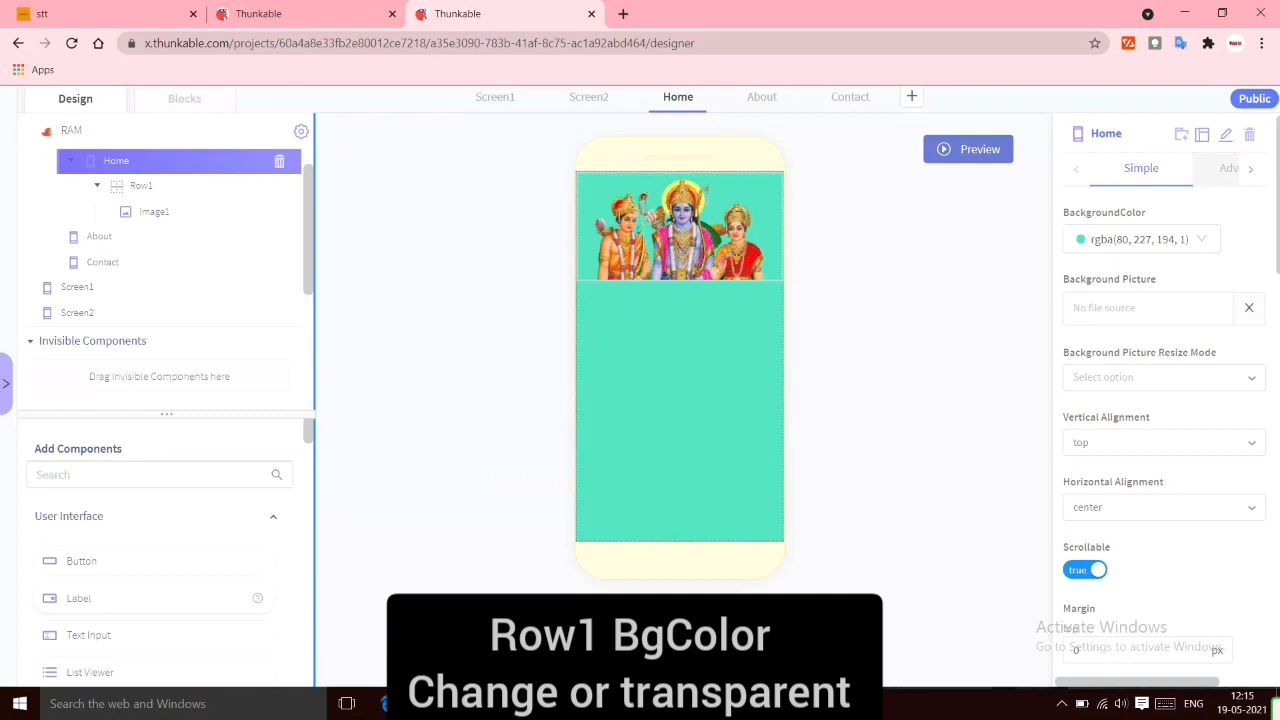 stt
Thunkable
Thunkable
x.thunkable.com/projects/60a4a8e33fb2e80012ce7218/a35e3090-783b-41af-8c75-ac1a92abd464/designer
Apps
Design
Blocks
Screen1
Screen2
Home
About
Contact
Public
RAM
Home
Row1
Image1
About
Contact
Screen1
Screen2
Invisible Components
Drag Invisible Components here
Add Components
Search
User Interface
Button
Label
Text Input
List Viewer
Preview
Home
Simple
Adv
BackgroundColor
rgba(80, 227, 194, 1)
Background Picture
No file source
Background Picture Resize Mode
Select option
Vertical Alignment
top
Horizontal Alignment
center
Scrollable
true
Margin
top
0 px
Activate Windows
Go to Settings to activate Windows.
Row1 BgColor
Change or transparent
Search the web and Windows
ENG
12:15
19-05-2021